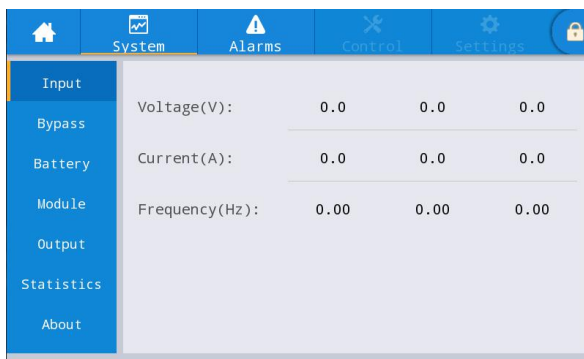 System Alarms Control Settings
Input
Bypass
Battery
Module
Output
Statistics
About
Voltage(V): 0.0 0.0 0.0
Current(A): 0.0 0.0 0.0
Frequency(Hz): 0.00 0.00 0.00